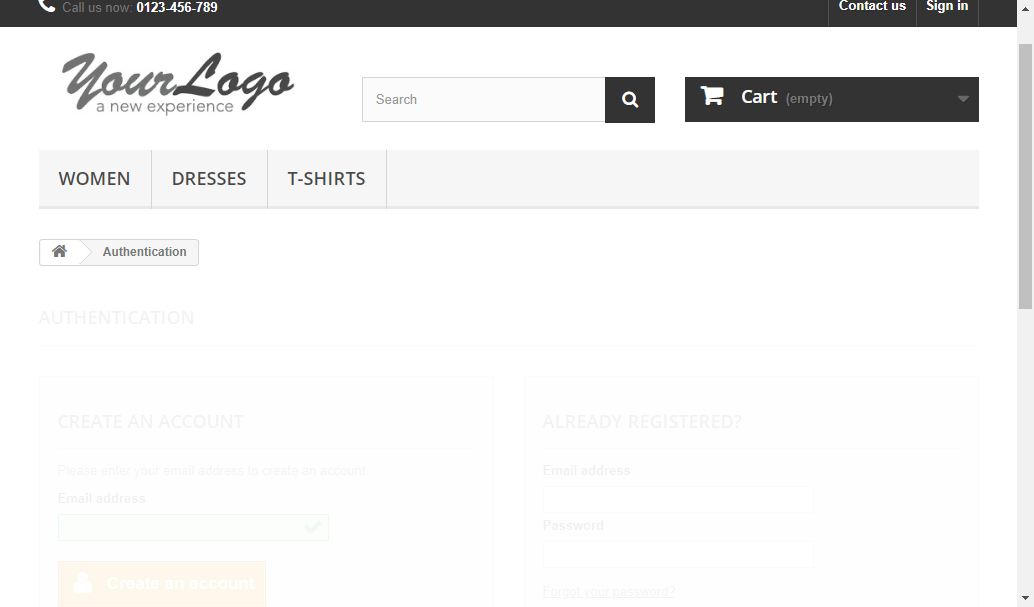 Call us now: 0123-456-789
Contact us
Sign in
YourLogo
a new experience
Search
Cart (empty)
WOMEN
DRESSES
T-SHIRTS
Authentication
AUTHENTICATION
CREATE AN ACCOUNT
Please enter your email address to create an account.
Email address
Create an account
ALREADY REGISTERED?
Email address
Password
Forgot your password?